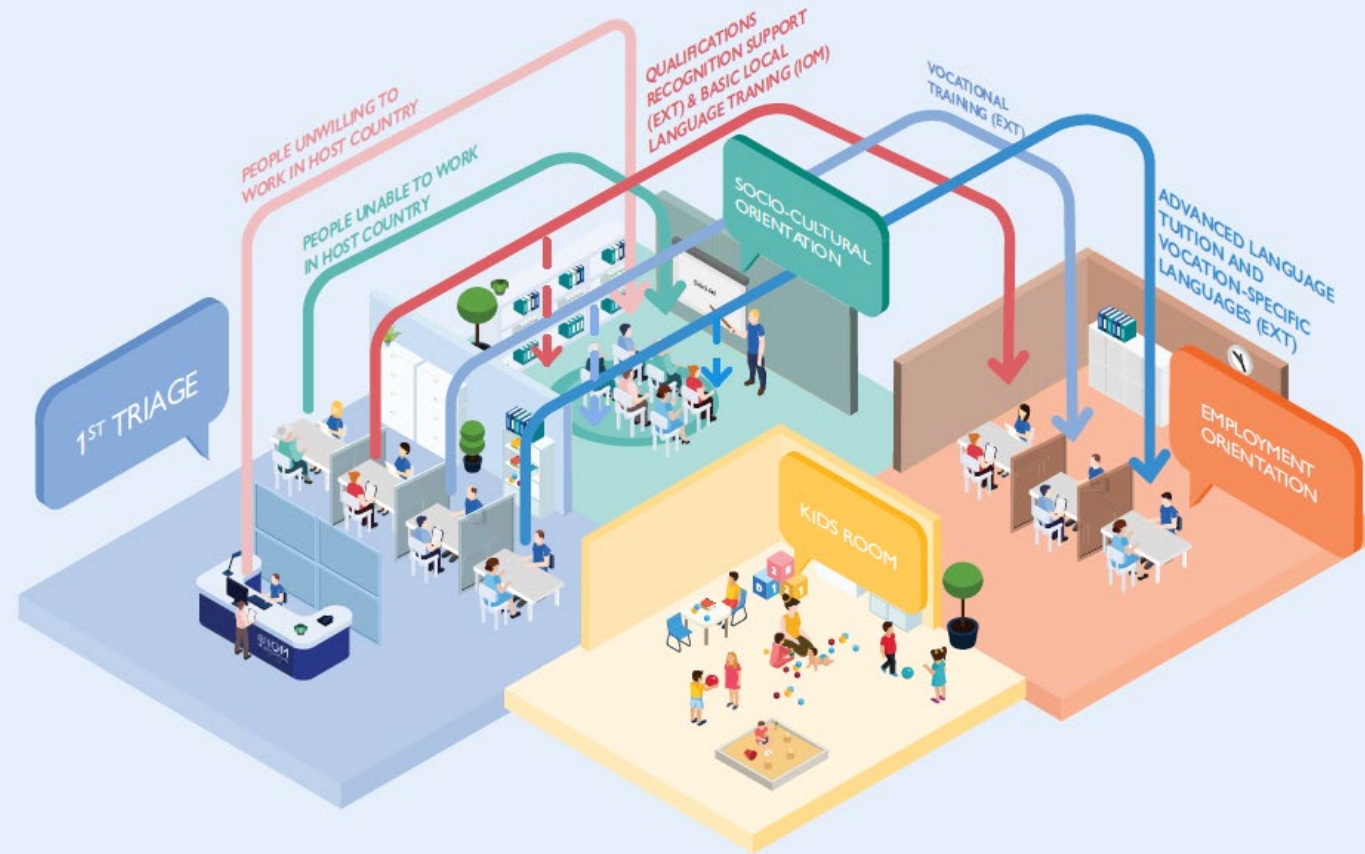 PEOPLE UNWILLING TO
WORK IN HOST COUNTRY
PEOPLE UNABLE TO WORK
IN HOST COUNTRY
QUALIFICATIONS
RECOGNITION SUPPORT
(EXT) & BASIC LOCAL
LANGUAGE TRANING (IOM)
VOCATIONAL
TRAINING (EXT)
ADVANCED LANGUAGE
TUITION AND
VOCATION-SPECIFIC
LANGUAGES (EXT)
1ST TRIAGE
SOCIO-CULTURAL
ORIENTATION
EMPLOYMENT
ORIENTATION
KIDS ROOM
IOM